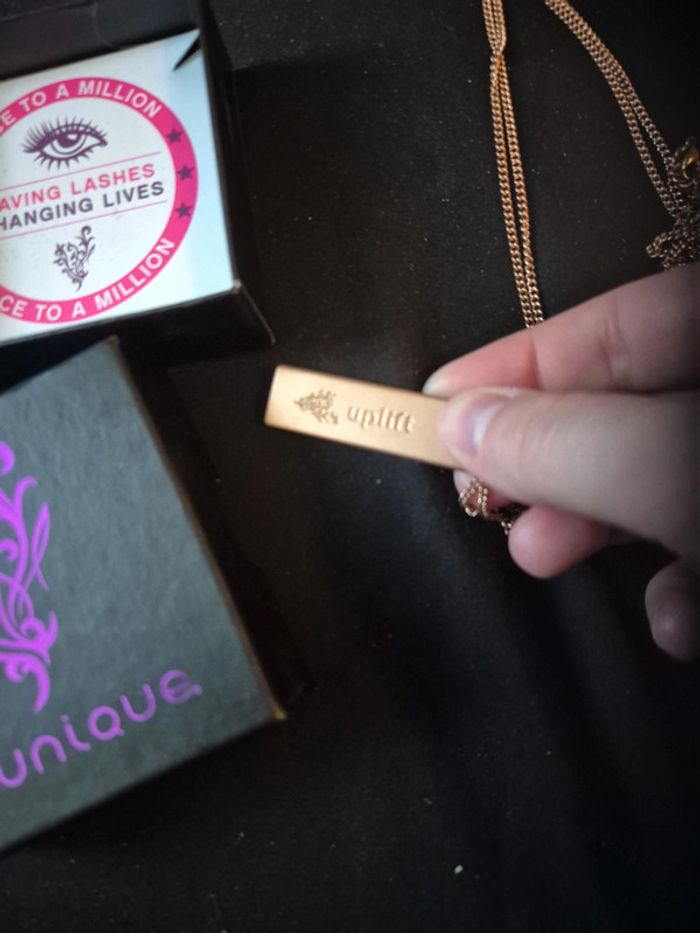 CE TO A MILLION
AVING LASHES
HANGING LIVES
CE TO A MILLION
uplift
unique